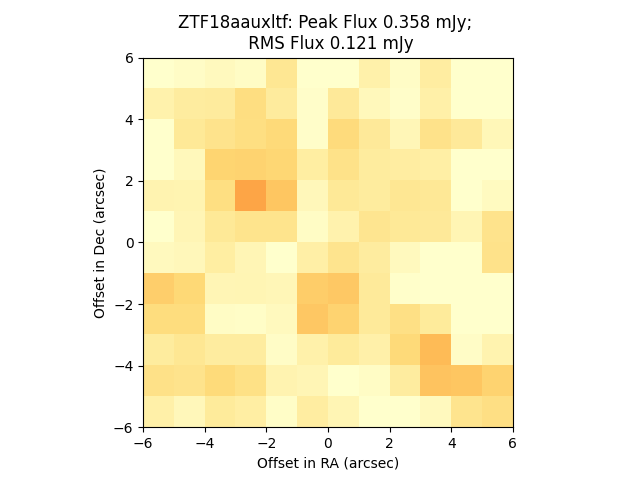 ZTF18aauxltf: Peak Flux 0.358 mJy;
RMS Flux 0.121 mJy
6
4
2
0
−2
−4
−6
Offset in Dec (arcsec)
−6 −4 −2 0 2 4 6
Offset in RA (arcsec)